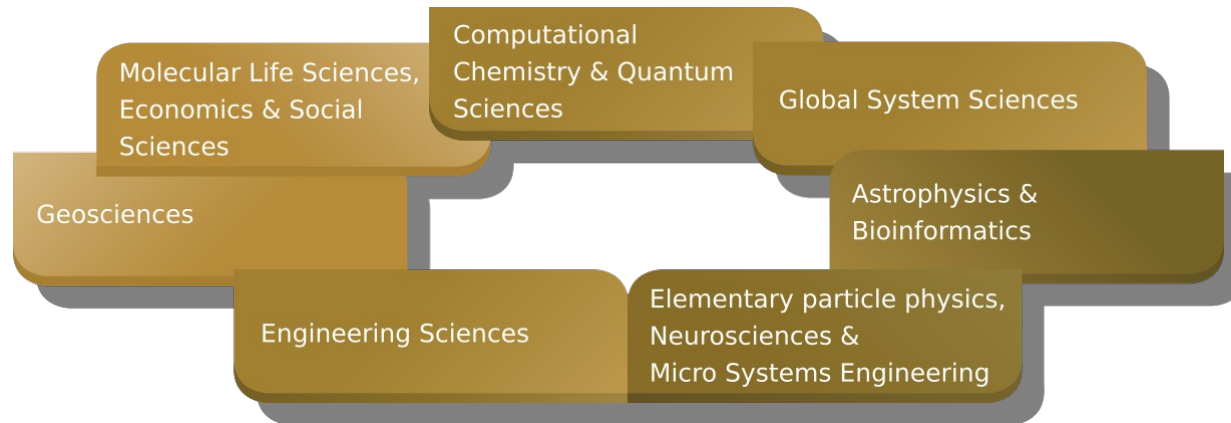 Computational
Chemistry & Quantum
Sciences
Molecular Life Sciences,
Economics & Social
Sciences
Global System Sciences
Geosciences
Astrophysics &
Bioinformatics
Engineering Sciences
Elementary particle physics,
Neurosciences &
Micro Systems Engineering